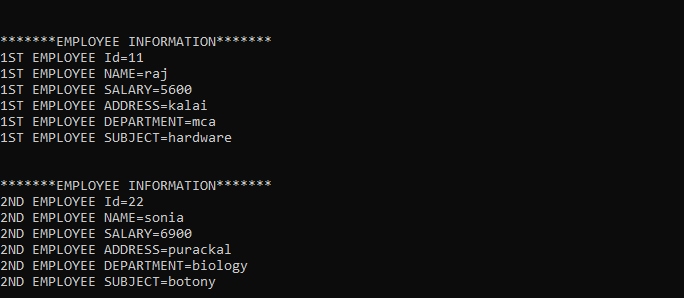 *******EMPLOYEE INFORMATION*******
1ST EMPLOYEE Id=11
1ST EMPLOYEE NAME=raj
1ST EMPLOYEE SALARY=5600
1ST EMPLOYEE ADDRESS=kalai
1ST EMPLOYEE DEPARTMENT=mca
1ST EMPLOYEE SUBJECT=hardware
*******EMPLOYEE INFORMATION*******
2ND EMPLOYEE Id=22
2ND EMPLOYEE NAME=sonia
2ND EMPLOYEE SALARY=6900
2ND EMPLOYEE ADDRESS=purackal
2ND EMPLOYEE DEPARTMENT=biology
2ND EMPLOYEE SUBJECT=botony